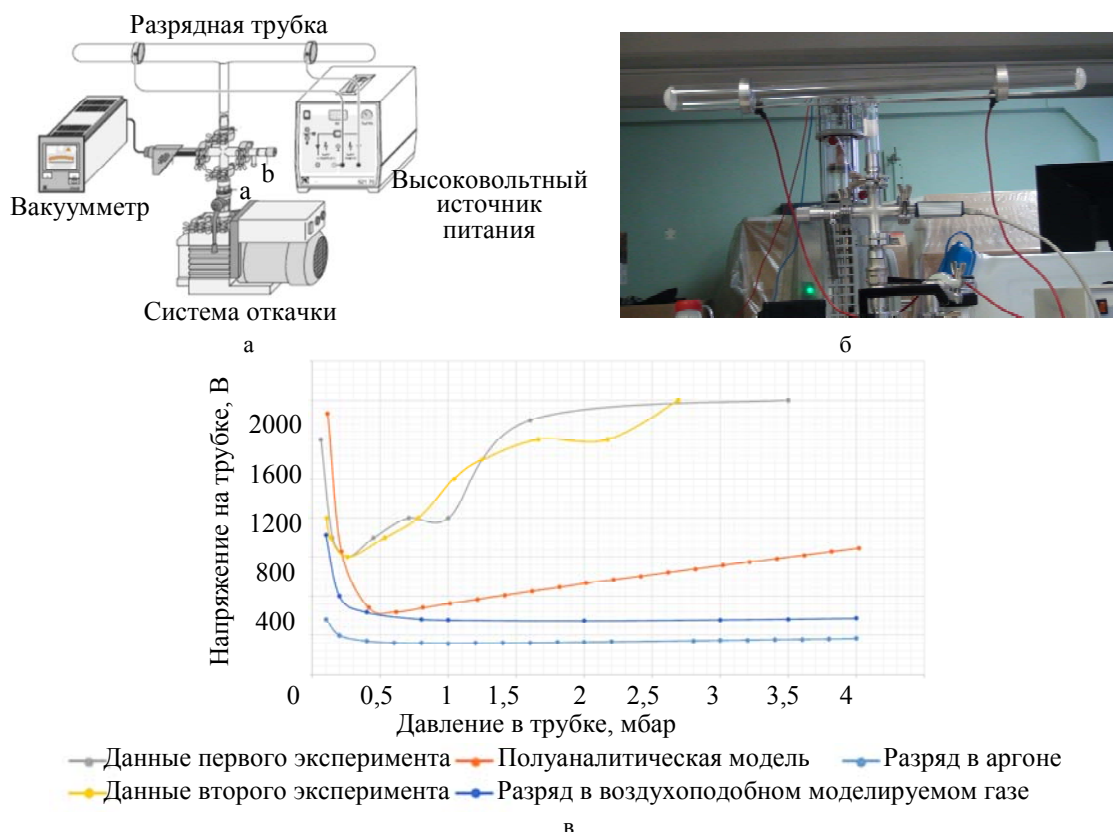 Разрядная трубка
b
a
Вакуумметр
Высоковольтный
источник
питания
Система откачки
а
б
Напряжение на трубке, В
2000
1600
1200
800
400
0 0,5 1 1,5 2 2,5 3 3,5 4
Давление в трубке, мбар
Данные первого эксперимента Полуаналитическая модель Разряд в аргоне
Данные второго эксперимента Разряд в воздухоподобном моделируемом газе
в